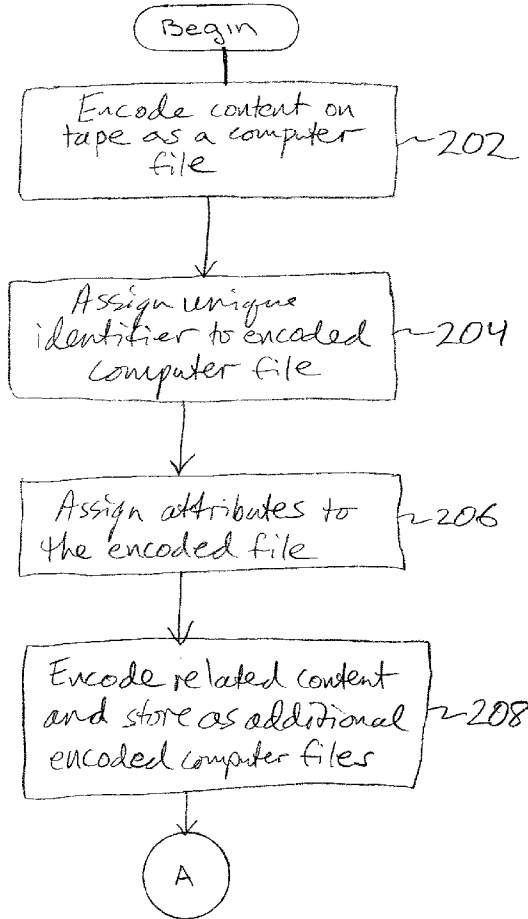 Begin
Encode content on
tape as a computer
file
202
Assign unique
identifier to encoded
computer file
204
Assign attributes to
the encoded file
206
Encode related content
and store as additional
encoded computer files
208
A